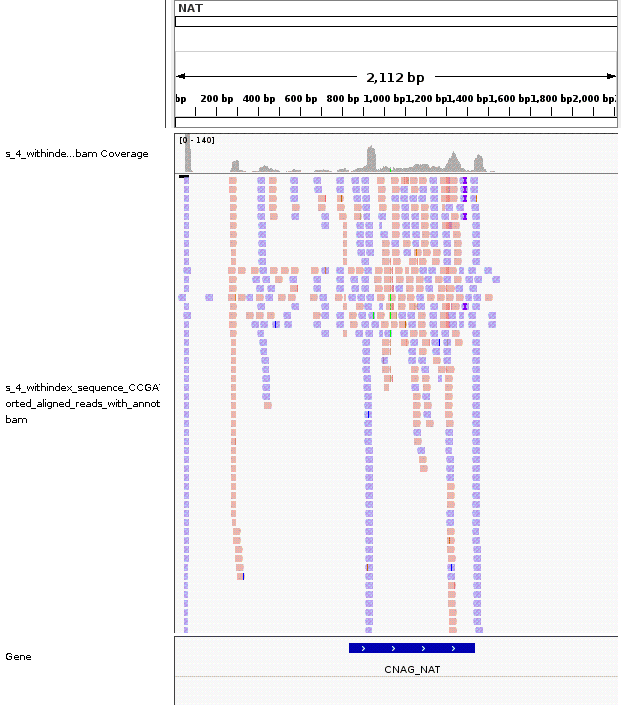 NAT
2,112 bp
bp 200 bp 400 bp 600 bp 800 bp 1,000 bp 1,200 bp 1,400 bp 1,600 bp 1,800 bp 2,000 bp
[0 - 140]
s_4_withinde...bam Coverage
s_4_withindex_sequence_CCGA
orted_aligned_reads_with_annot
bam
Gene
CNAG_NAT